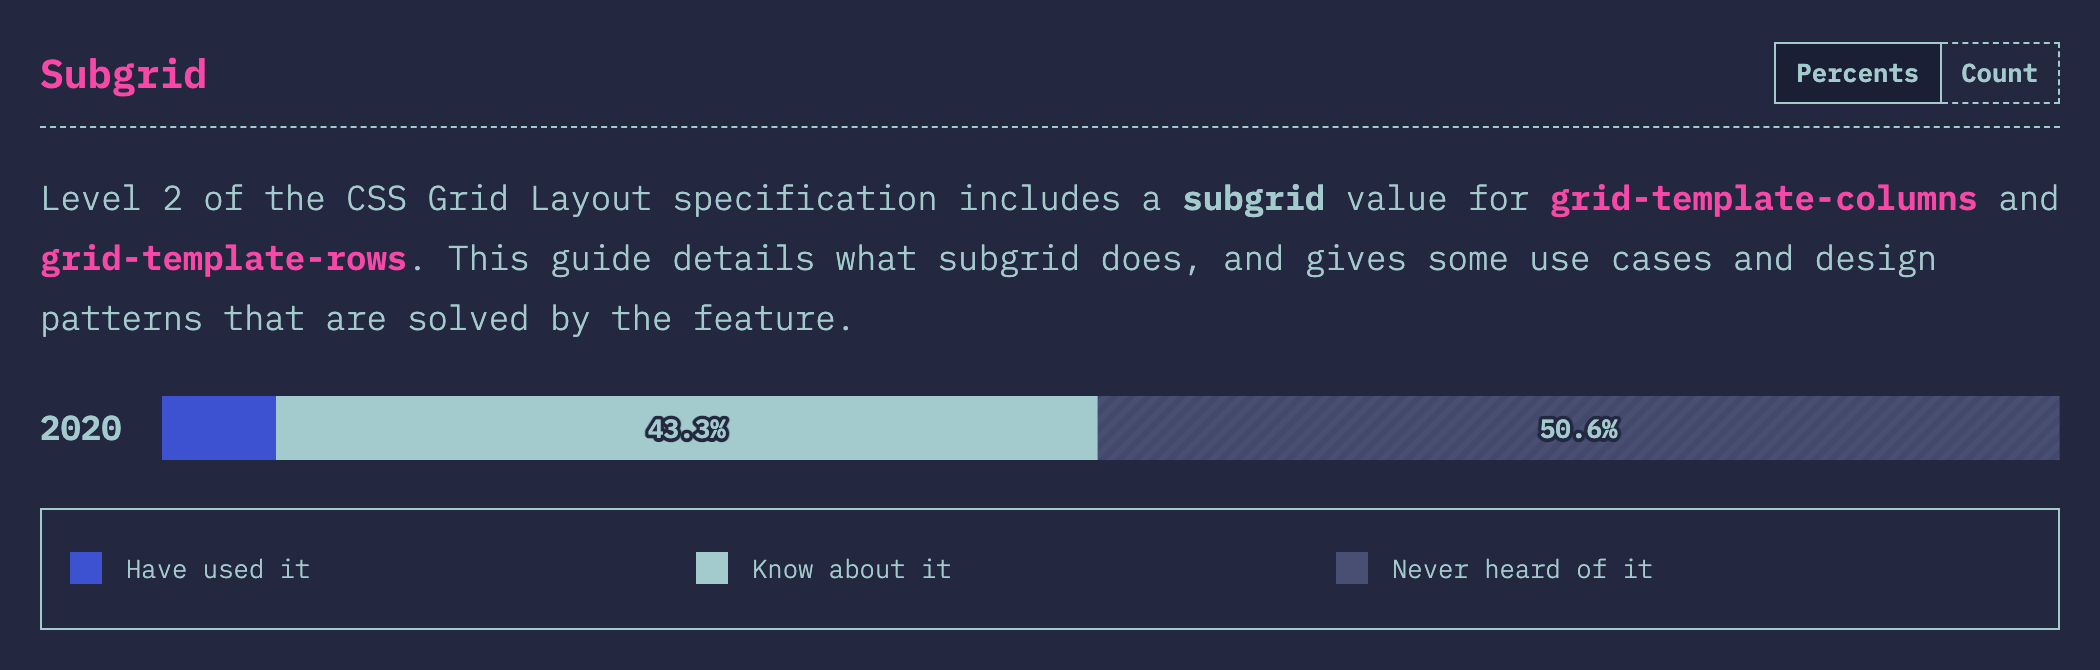 Subgrid
Percents Count
Level 2 of the CSS Grid Layout specification includes a subgrid value for grid-template-columns and
grid-template-rows. This guide details what subgrid does, and gives some use cases and design
patterns that are solved by the feature.
2020 43.3% 50.6%
Have used it Know about it Never heard of it